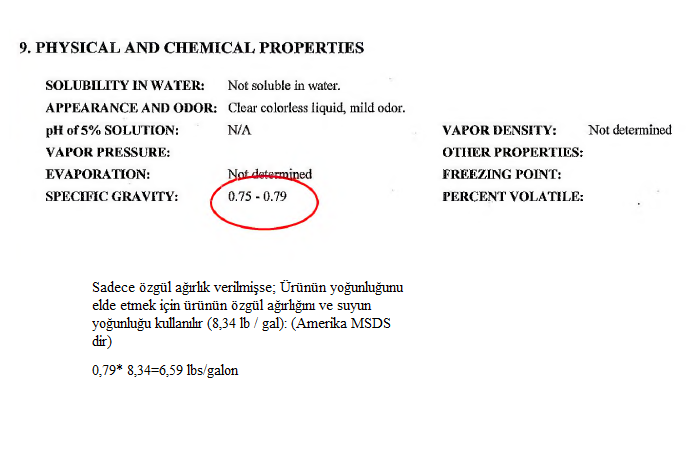 9. PHYSICAL AND CHEMICAL PROPERTIES
SOLUBILITY IN WATER: Not soluble in water.
APPEARANCE AND ODOR: Clear colorless liquid, mild odor.
pH of 5% SOLUTION: N/A VAPOR DENSITY: Not determined
VAPOR PRESSURE: OTHER PROPERTIES:
EVAPORATION: Not determined FREEZING POINT:
SPECIFIC GRAVITY: 0.75 - 0.79 PERCENT VOLATILE:
Sadece özgül ağırlık verilmişse; Ürünün yoğunluğunu
elde etmek için ürünün özgül ağırlığını ve suyun
yoğunluğu kullanılır (8,34 lb / gal): (Amerika MSDS
dir)
0,79* 8,34=6,59 lbs/galon